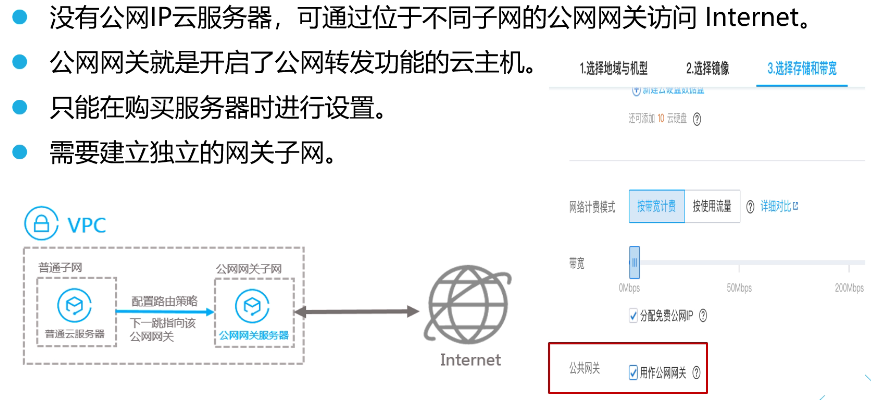 没有公网IP云服务器，可通过位于不同子网的公网网关访问 Internet。
公网网关就是开启了公网转发功能的云主机。
只能在购买服务器时进行设置。
需要建立独立的网关子网。
1.选择地域与机型 2.选择镜像 3.选择存储和带宽
新建云硬盘数据盘
还可添加 10 云硬盘 ?
网络计费模式 按带宽计费 按使用流量 ? 详细对比
带宽
0Mbps 50Mbps 200Mbps
分配免费公网IP ?
公共网关 用作公网网关 ?
VPC
普通子网 公网网关子网
配置路由策略
普通云服务器 下一跳指向该 公网网关服务器
公网网关
Internet